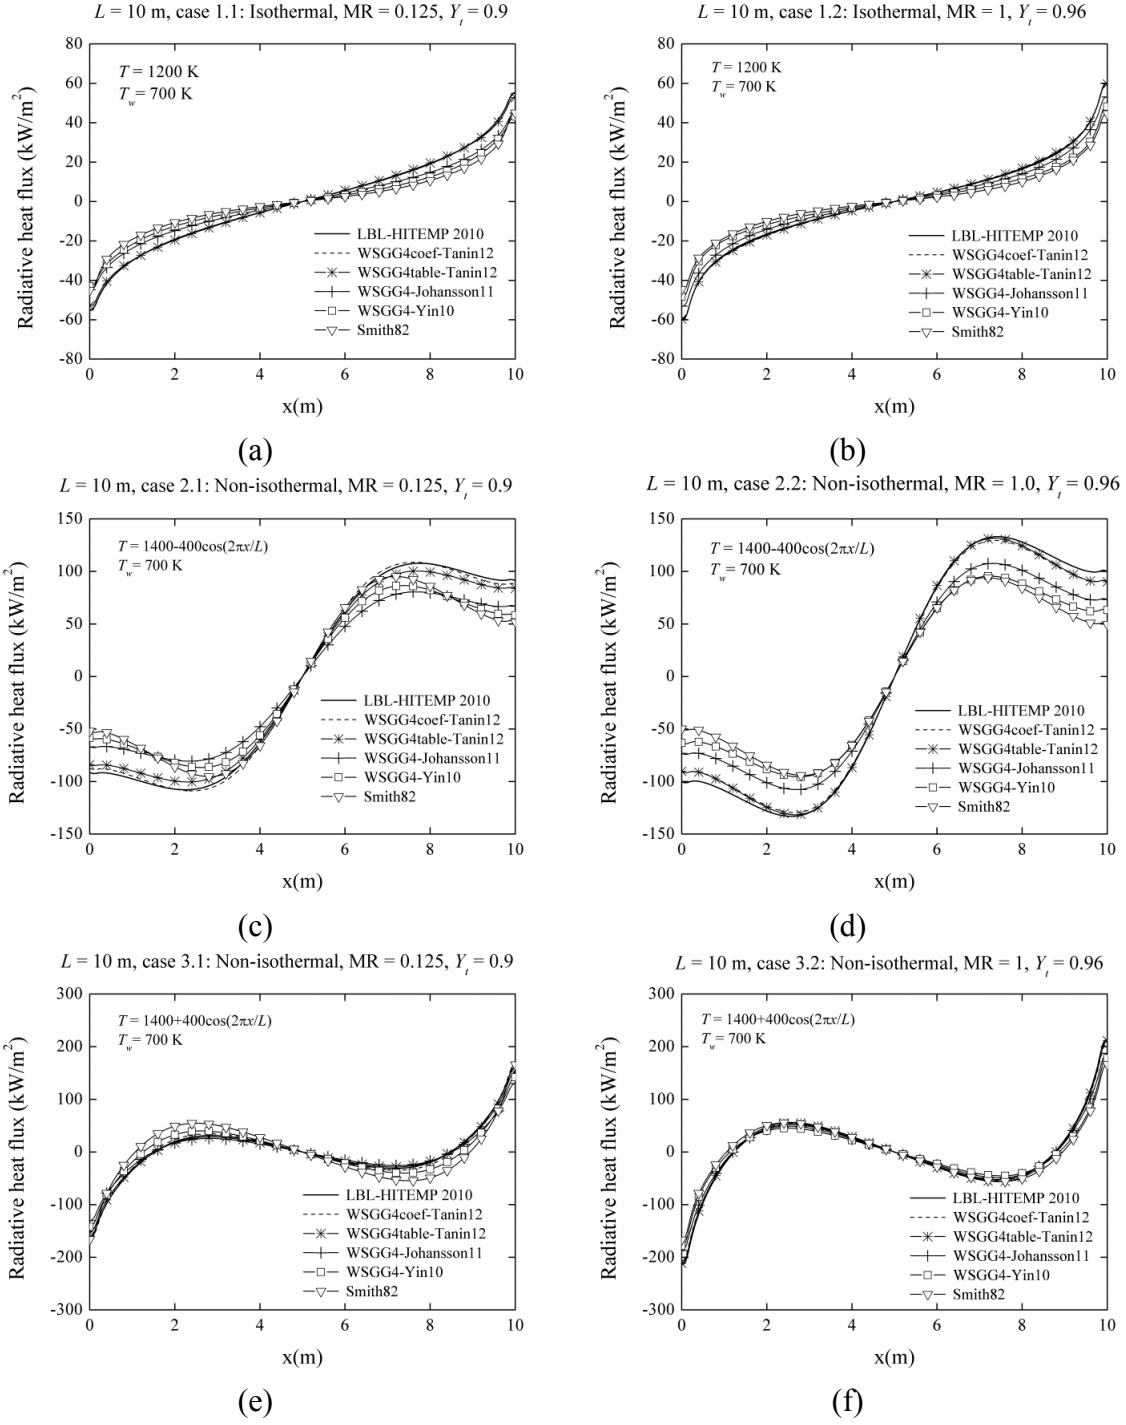 L = 10 m, case 1.1: Isothermal, MR = 0.125, Yt = 0.9
T = 1200 K
Tw = 700 K
Radiative heat flux (kW/m2)
80
60
40
20
0
-20
-40
-60
-80
LBL-HITEMP 2010
WSGG4coef-Tanin12
WSGG4table-Tanin12
WSGG4-Johansson11
WSGG4-Yin10
Smith82
0 2 4 6 8 10
x(m)
(a)
L = 10 m, case 1.2: Isothermal, MR = 1, Yt = 0.96
T = 1200 K
Tw = 700 K
Radiative heat flux (kW/m2)
80
60
40
20
0
-20
-40
-60
-80
LBL-HITEMP 2010
WSGG4coef-Tanin12
WSGG4table-Tanin12
WSGG4-Johansson11
WSGG4-Yin10
Smith82
0 2 4 6 8 10
x(m)
(b)
L = 10 m, case 2.1: Non-isothermal, MR = 0.125, Yt = 0.9
T = 1400-400cos(2πx/L)
Tw = 700 K
Radiative heat flux (kW/m2)
150
100
50
0
-50
-100
-150
LBL-HITEMP 2010
WSGG4coef-Tanin12
WSGG4table-Tanin12
WSGG4-Johansson11
WSGG4-Yin10
Smith82
0 2 4 6 8 10
x(m)
(c)
L = 10 m, case 2.2: Non-isothermal, MR = 1.0, Yt = 0.96
T = 1400-400cos(2πx/L)
Tw = 700 K
Radiative heat flux (kW/m2)
150
100
50
0
-50
-100
-150
LBL-HITEMP 2010
WSGG4coef-Tanin12
WSGG4table-Tanin12
WSGG4-Johansson11
WSGG4-Yin10
Smith82
0 2 4 6 8 10
x(m)
(d)
L = 10 m, case 3.1: Non-isothermal, MR = 0.125, Yt = 0.9
T = 1400+400cos(2πx/L)
Tw = 700 K
Radiative heat flux (kW/m2)
300
200
100
0
-100
-200
-300
LBL-HITEMP 2010
WSGG4coef-Tanin12
WSGG4table-Tanin12
WSGG4-Johansson11
WSGG4-Yin10
Smith82
0 2 4 6 8 10
x(m)
(e)
L = 10 m, case 3.2: Non-isothermal, MR = 1, Yt = 0.96
T = 1400+400cos(2πx/L)
Tw = 700 K
Radiative heat flux (kW/m2)
300
200
100
0
-100
-200
-300
LBL-HITEMP 2010
WSGG4coef-Tanin12
WSGG4table-Tanin12
WSGG4-Johansson11
WSGG4-Yin10
Smith82
0 2 4 6 8 10
x(m)
(f)